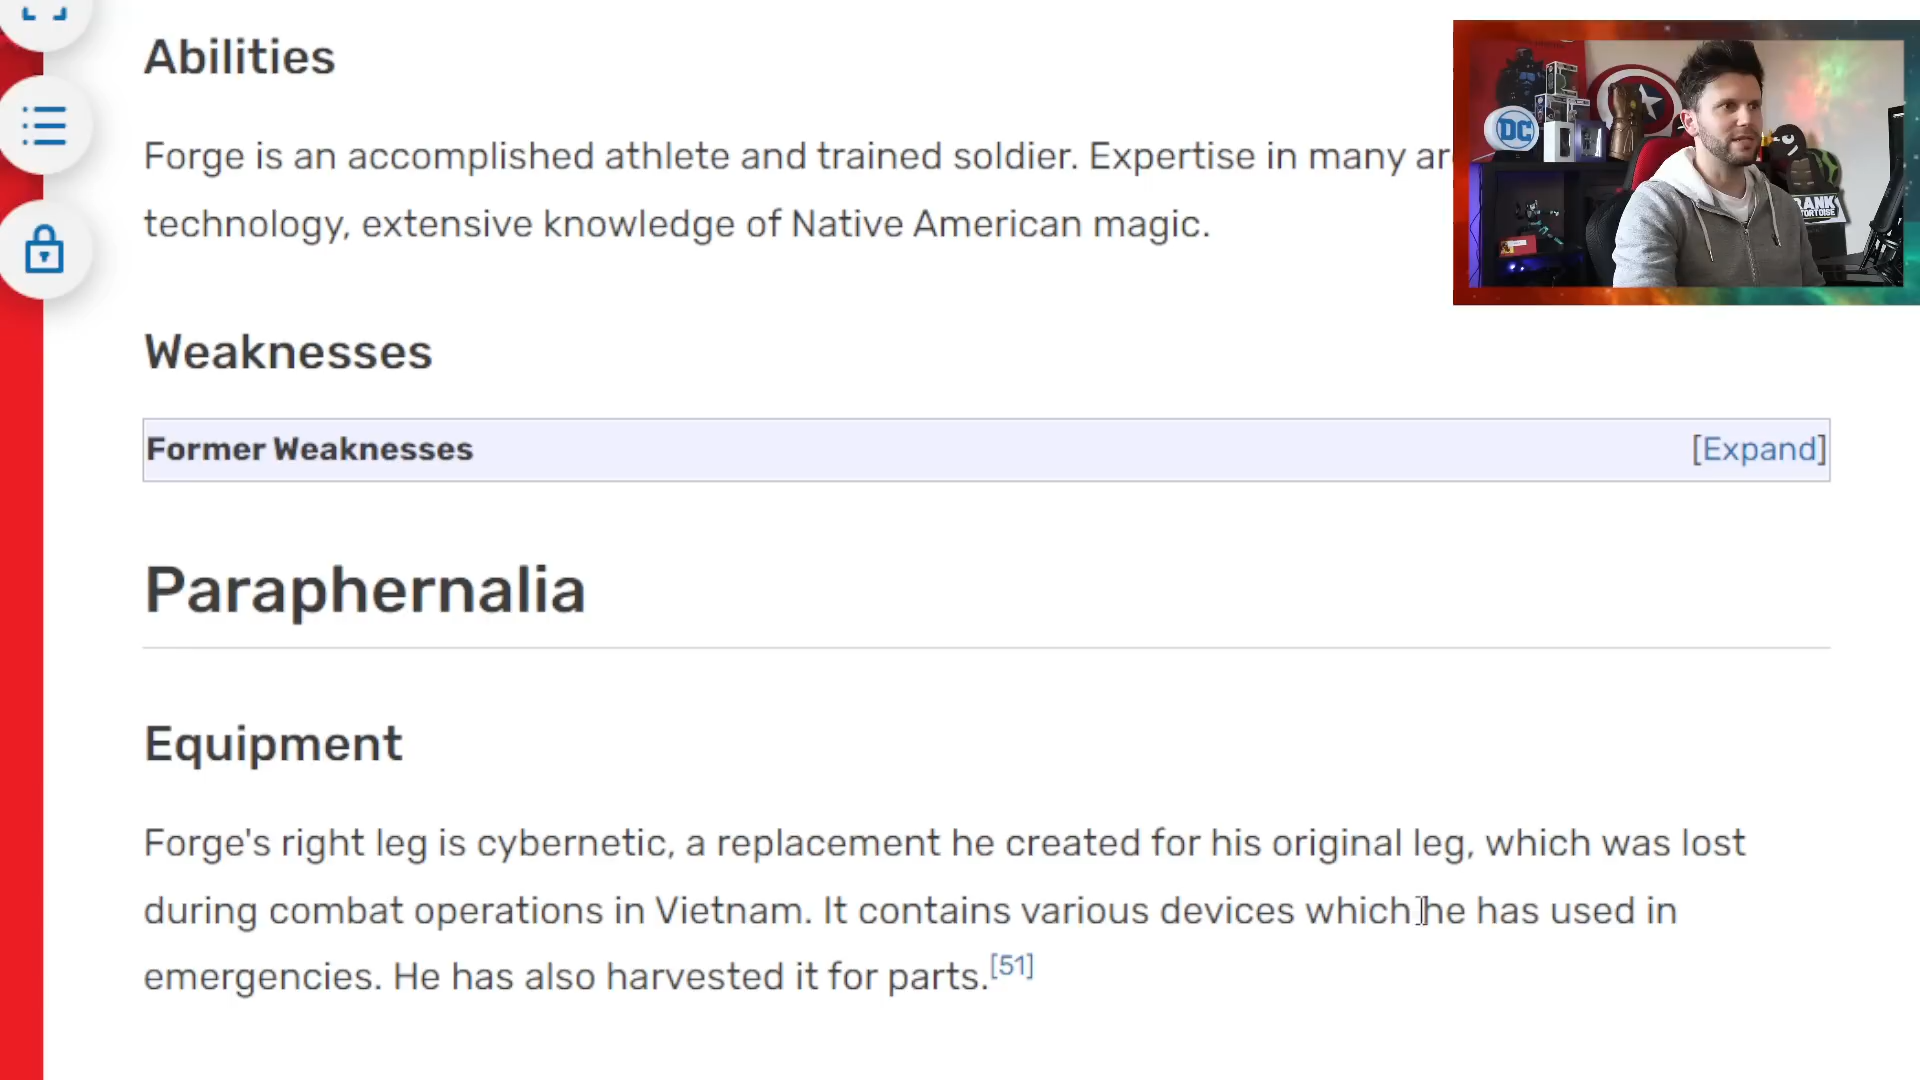 Abilities
Forge is an accomplished athlete and trained soldier. Expertise in many
technology, extensive knowledge of Native American magic.
Weaknesses
Former Weaknesses [Expand]
Paraphernalia
Equipment
Forge's right leg is cybernetic, a replacement he created for his original leg, which was lost
during combat operations in Vietnam. It contains various devices which he has used in
emergencies. He has also harvested it for parts.[51]
DC
RANK
TORTOISE